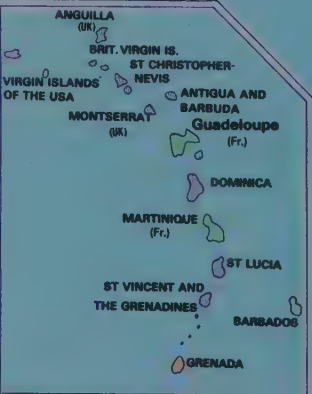 ANGUILLA
(UK)
BRIT. VIRGIN IS.
ST CHRISTOPHER-
NEVIS
VIRGIN ISLANDS
OF THE USA
ANTIGUA AND
BARBUDA
MONTSERRAT
(UK)
Guadeloupe
(Fr.)
DOMINICA
MARTINIQUE
(Fr.)
ST LUCIA
ST VINCENT AND
THE GRENADINES
BARBADOS
GRENADA